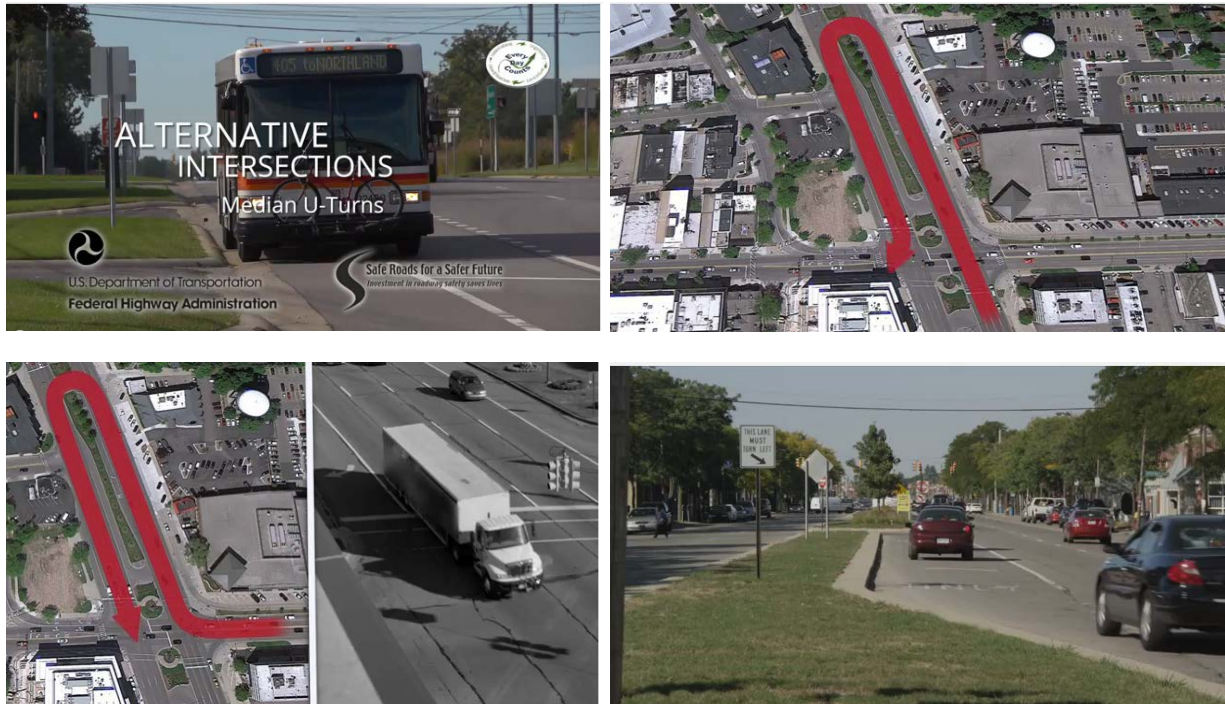 405 to NORTHLAND
Every
Day
Counts
ALTERNATIVE
INTERSECTIONS
Median U-Turns
U.S. Department of Transportation
Federal Highway Administration
Safe Roads for a Safer Future
Investment in roadway safety saves lives
THIS LANE
MUST
TURN LEFT